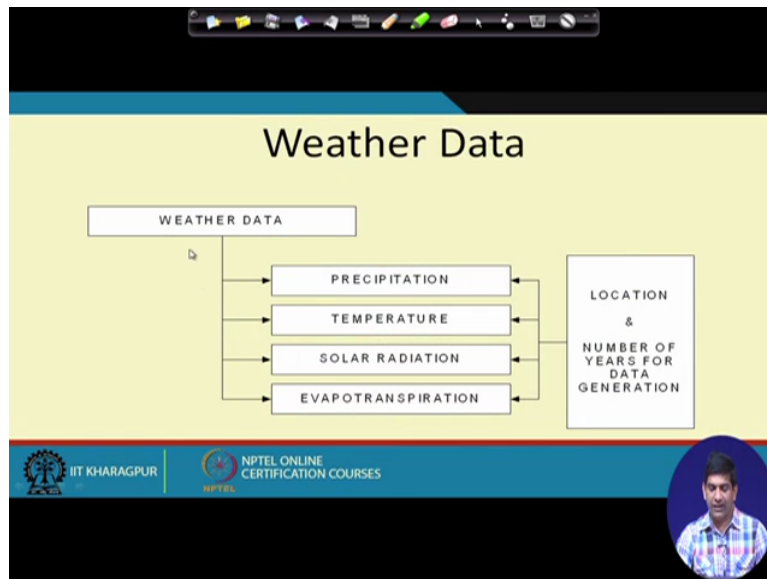 Weather Data
WEATHER DATA
PRECIPITATION
TEMPERATURE
SOLAR RADIATION
EVAPOTRANSPIRATION
LOCATION
&
NUMBER OF
YEARS FOR
DATA
GENERATION
IIT KHARAGPUR
NPTEL
NPTEL ONLINE
CERTIFICATION COURSES